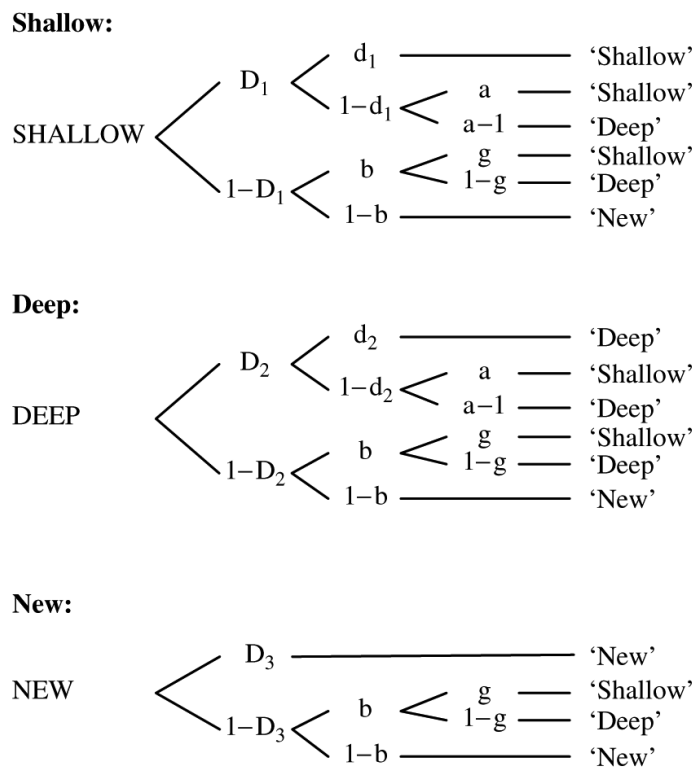 Shallow:
d₁ 'Shallow'
D₁
a 'Shallow'
1−d₁
SHALLOW
a−1 'Deep'
g 'Shallow'
b
1−D₁ 1−g 'Deep'
1−b 'New'
Deep:
d₂ 'Deep'
D₂
a 'Shallow'
1−d₂
DEEP
a−1 'Deep'
g 'Shallow'
b
1−D₂ 1−g 'Deep'
1−b 'New'
New:
D₃ 'New'
NEW
g 'Shallow'
b
1−D₃ 1−g 'Deep'
1−b 'New'